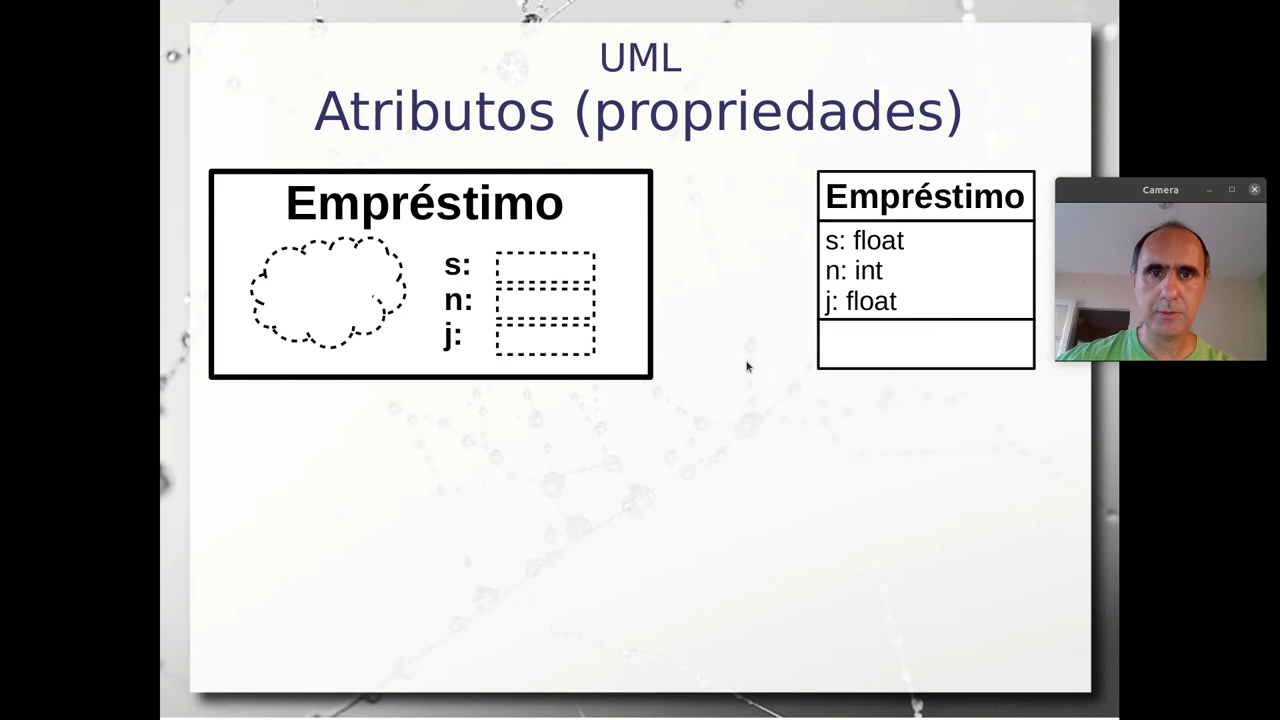 UML
Atributos (propriedades)
Empréstimo
s:
n:
j:
Empréstimo
s: float
n: int
j: float
Camera